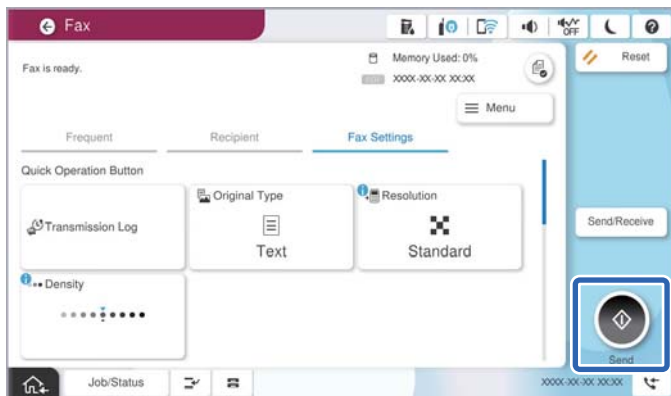 Fax
OFF
Fax is ready.
Memory Used: 0%
XXXX-XX-XX XX:XX
Reset
Menu
Frequent
Recipient
Fax Settings
Quick Operation Button
Transmission Log
Original Type
Text
Resolution
Standard
Send/Receive
Density
Send
Job/Status
XXXX-XX-XX XX:XX